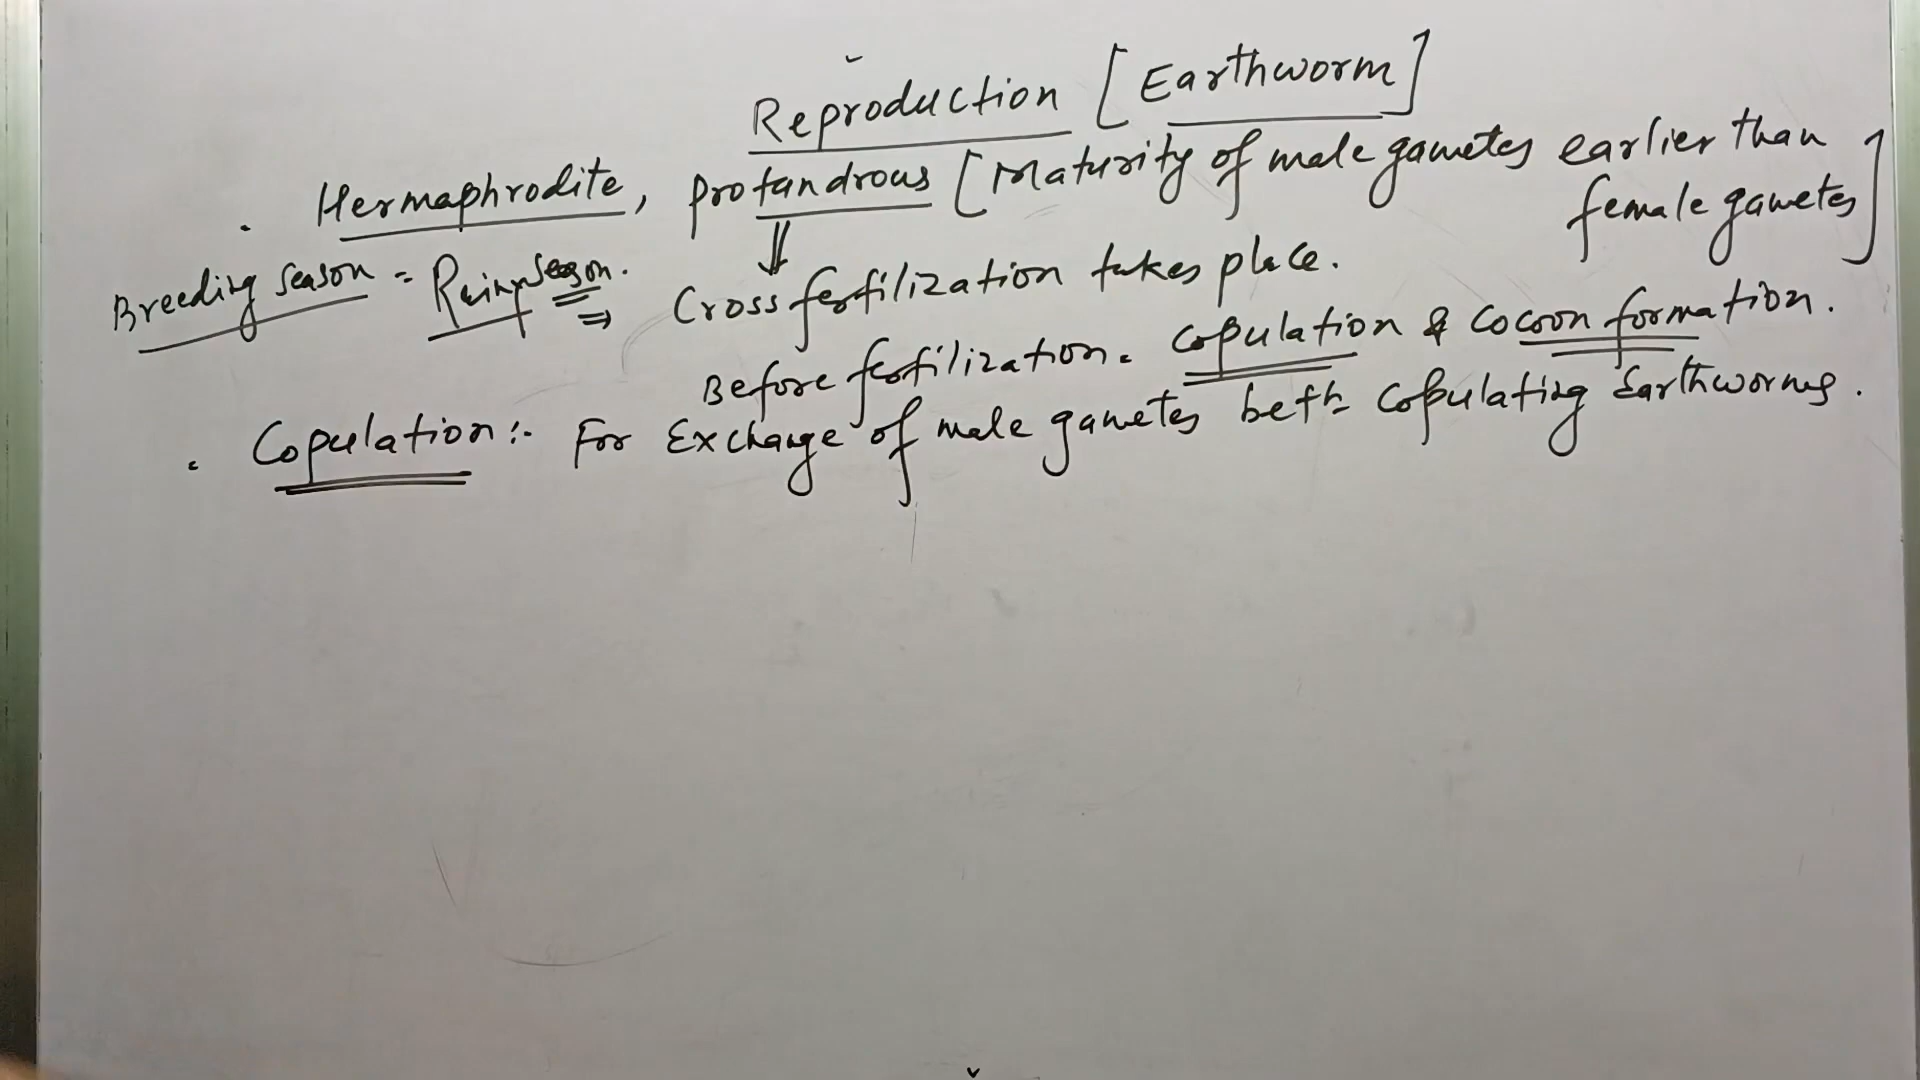 Reproduction [Earthworm]
. Hermaphrodite, protandrous [Maturity of male gametes earlier than
female gametes]
Breeding Season = Rainy Season. ⇒ Cross fertilization takes place.
Before fertilization. Copulation & Cocoon formation.
. Copulation :- For Exchange of male gametes betn copulating Earthworms.